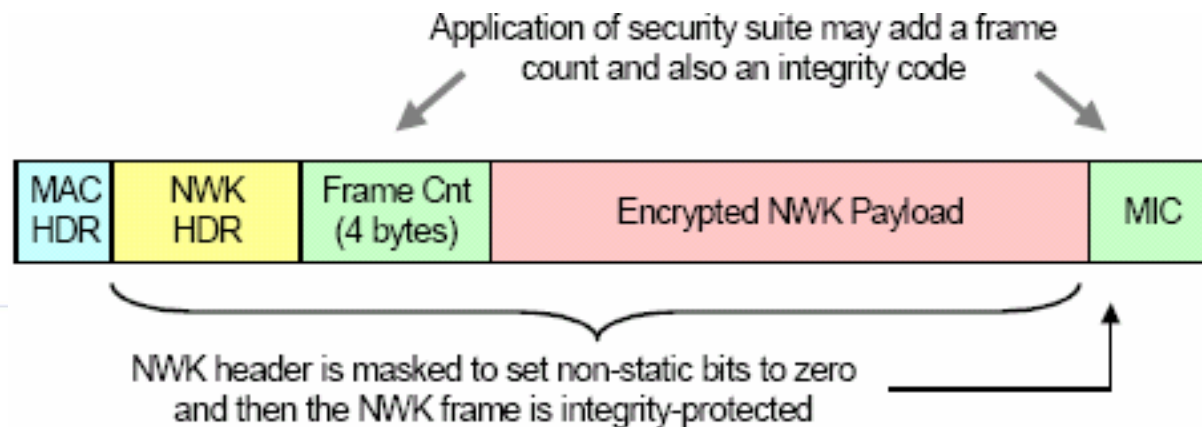 Application of security suite may add a frame
count and also an integrity code
MAC
HDR
NWK
HDR
Frame Cnt
(4 bytes)
Encrypted NWK Payload
MIC
NWK header is masked to set non-static bits to zero
and then the NWK frame is integrity-protected